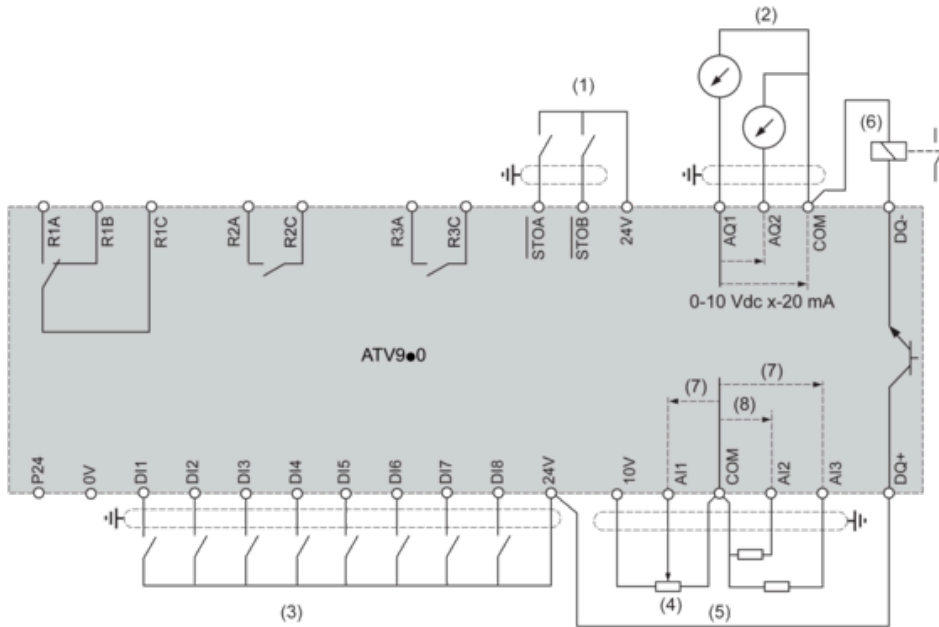 (2)
(1)
(6)
R1A
R1B
R1C
R2A
R2C
R3A
R3C
STOA
STOB
24V
AQ1
AQ2
COM
DQ-
0-10 Vdc x-20 mA
ATV9●0
(7)
(7)
(8)
P24
0V
DI1
DI2
DI3
DI4
DI5
DI6
DI7
DI8
24V
10V
AI1
COM
AI2
AI3
DQ+
(3)
(4)
(5)